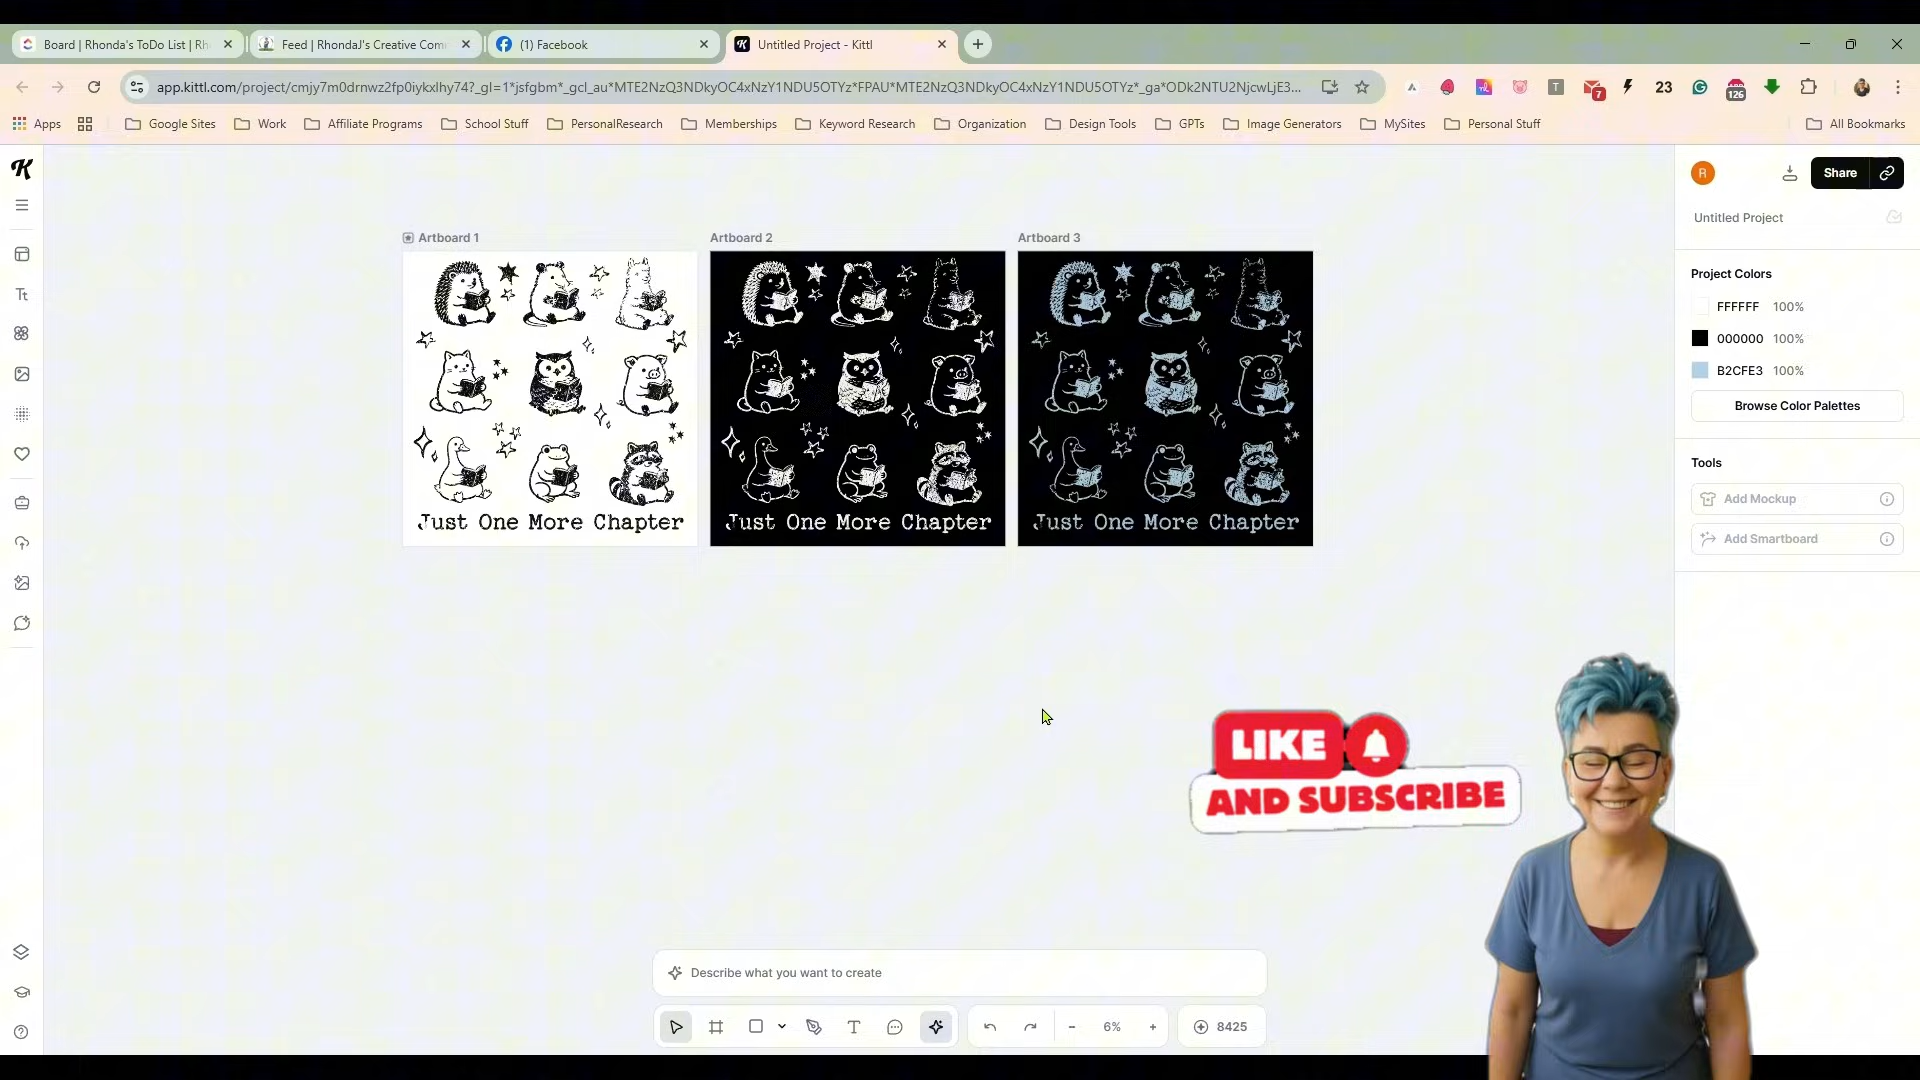 Board | Rhonda's ToDo List | Rh
Feed | RhondaJ's Creative Com
(1) Facebook
Untitled Project - Kittl
app.kittl.com/project/cmjy7m0drnwz2fp0iykxlhy74?_gl=1*jsfgbm*_gcl_au*MTE2NzQ3NDkyOC4xNzY1NDU5OTYz*FPAU*MTE2NzQ3NDkyOC4xNzY1NDU5OTYz*_ga*ODk2NTU2NjcwLjE3...
7
23
126
Apps
Google Sites
Work
Affiliate Programs
School Stuff
PersonalResearch
Memberships
Keyword Research
Organization
Design Tools
GPTs
Image Generators
MySites
Personal Stuff
All Bookmarks
R
Share
Untitled Project
Artboard 1
Artboard 2
Artboard 3
Just One More Chapter
Just One More Chapter
Just One More Chapter
Project Colors
FFFFFF 100%
000000 100%
B2CFE3 100%
Browse Color Palettes
Tools
Add Mockup
Add Smartboard
LIKE
AND SUBSCRIBE
Describe what you want to create
6%
8425